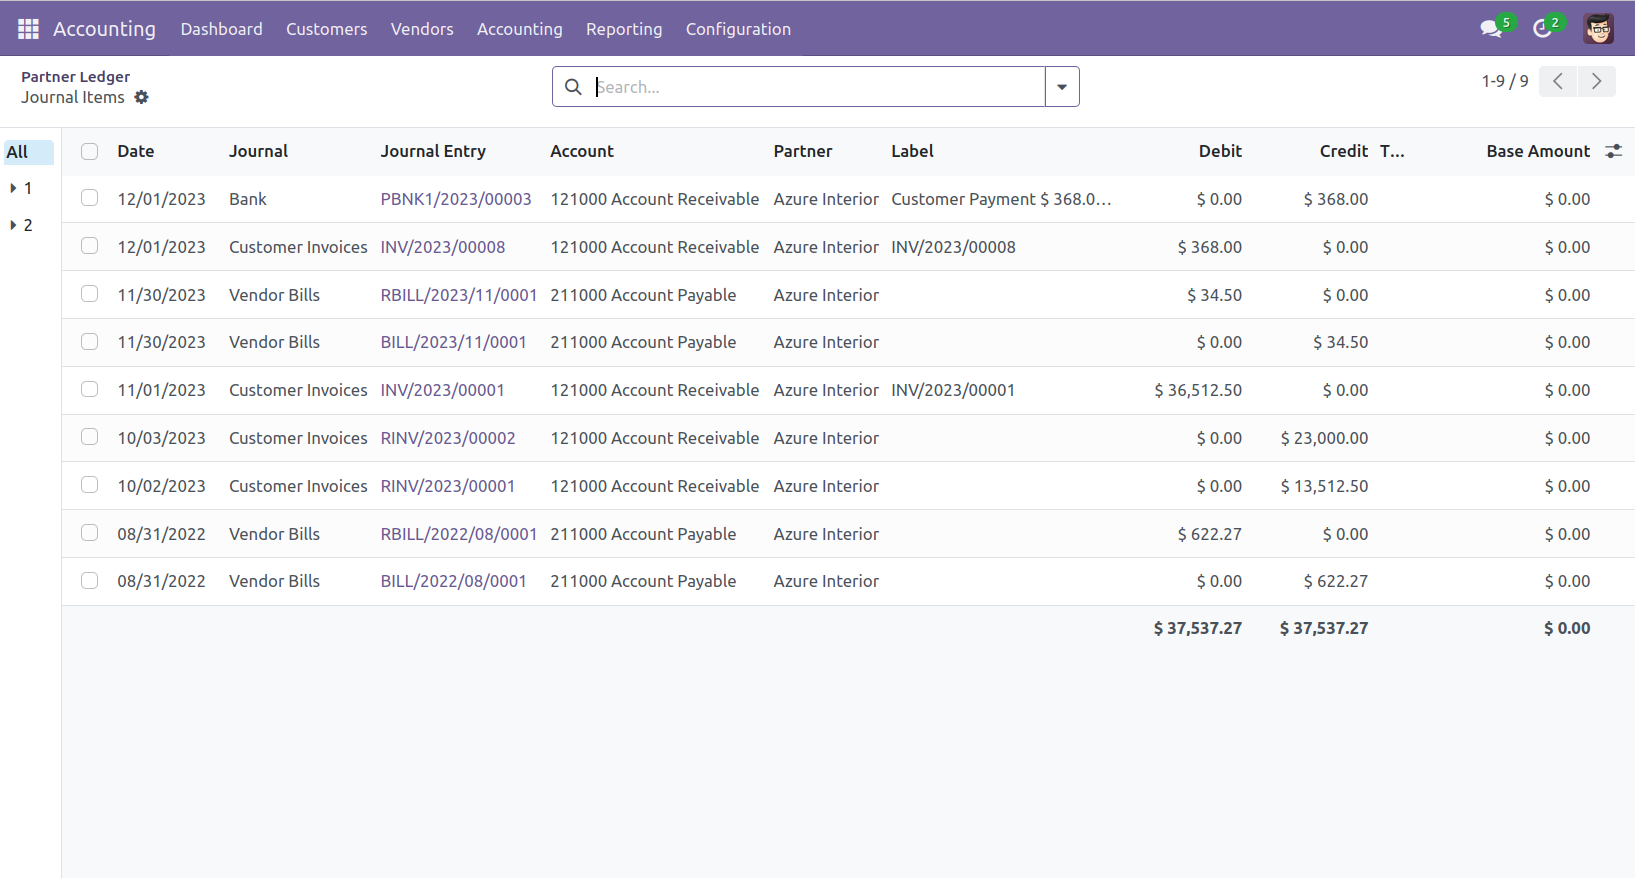 Accounting Dashboard Customers Vendors Accounting Reporting Configuration 5 2
Partner Ledger
Journal Items
Search...
1-9 / 9
All
1
2
Date Journal Journal Entry Account Partner Label Debit Credit T... Base Amount
12/01/2023 Bank PBNK1/2023/00003 121000 Account Receivable Azure Interior Customer Payment $ 368.0... $ 0.00 $ 368.00 $ 0.00
12/01/2023 Customer Invoices INV/2023/00008 121000 Account Receivable Azure Interior INV/2023/00008 $ 368.00 $ 0.00 $ 0.00
11/30/2023 Vendor Bills RBILL/2023/11/0001 211000 Account Payable Azure Interior $ 34.50 $ 0.00 $ 0.00
11/30/2023 Vendor Bills BILL/2023/11/0001 211000 Account Payable Azure Interior $ 0.00 $ 34.50 $ 0.00
11/01/2023 Customer Invoices INV/2023/00001 121000 Account Receivable Azure Interior INV/2023/00001 $ 36,512.50 $ 0.00 $ 0.00
10/03/2023 Customer Invoices RINV/2023/00002 121000 Account Receivable Azure Interior $ 0.00 $ 23,000.00 $ 0.00
10/02/2023 Customer Invoices RINV/2023/00001 121000 Account Receivable Azure Interior $ 0.00 $ 13,512.50 $ 0.00
08/31/2022 Vendor Bills RBILL/2022/08/0001 211000 Account Payable Azure Interior $ 622.27 $ 0.00 $ 0.00
08/31/2022 Vendor Bills BILL/2022/08/0001 211000 Account Payable Azure Interior $ 0.00 $ 622.27 $ 0.00
$ 37,537.27 $ 37,537.27 $ 0.00